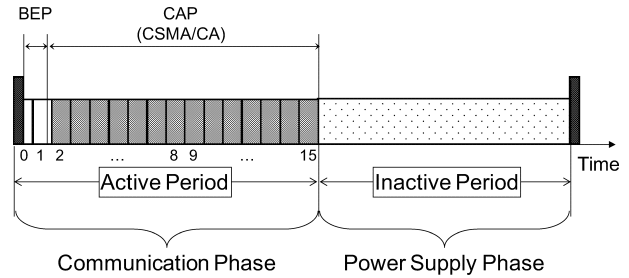 BEP
CAP
(CSMA/CA)
0 1 2 … 8 9 … 15
Time
Active Period
Inactive Period
Communication Phase
Power Supply Phase